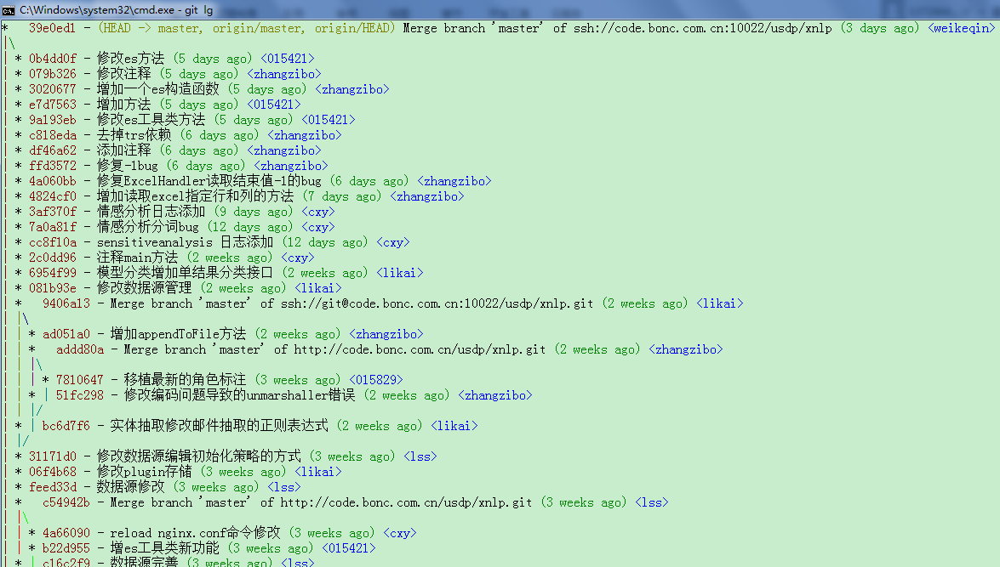 C:\Windows\system32\cmd.exe - git lg
* 39e0ed1 - (HEAD -> master, origin/master, origin/HEAD) Merge branch 'master' of ssh://code.bonc.com.cn:10022/usdp/xnlp (3 days ago) <weikeqin>
|\
| * 0b4dd0f - 修改es方法 (5 days ago) <015421>
| * 079b326 - 修改注释 (5 days ago) <zhangzibo>
| * 3020677 - 增加一个es构造函数 (5 days ago) <zhangzibo>
| * e7d7563 - 增加方法 (5 days ago) <015421>
| * 9a193eb - 修改es工具类方法 (5 days ago) <015421>
| * c818eda - 去掉trs依赖 (6 days ago) <zhangzibo>
| * df46a62 - 添加注释 (6 days ago) <zhangzibo>
| * ffd3572 - 修复-1bug (6 days ago) <zhangzibo>
| * 4a060bb - 修复ExcelHandler读取结束值-1的bug (6 days ago) <zhangzibo>
| * 4824cf0 - 增加读取excel指定行和列的方法 (7 days ago) <zhangzibo>
| * 3af370f - 情感分析日志添加 (9 days ago) <cxy>
| * 7a0a81f - 情感分析分词bug (12 days ago) <cxy>
| * cc8f10a - sensitiveanalysis 日志添加 (12 days ago) <cxy>
| * 2c0dd96 - 注释main方法 (2 weeks ago) <cxy>
| * 6954f99 - 模型分类增加单结果分类接口 (2 weeks ago) <likai>
| * 081b93e - 修改数据源管理 (2 weeks ago) <likai>
| * 9406a13 - Merge branch 'master' of ssh://git@code.bonc.com.cn:10022/usdp/xnlp.git (2 weeks ago) <likai>
| |\
| | * ad051a0 - 增加appendToFile方法 (2 weeks ago) <zhangzibo>
| | * addd80a - Merge branch 'master' of http://code.bonc.com.cn/usdp/xnlp.git (2 weeks ago) <zhangzibo>
| | |\
| | | * 7810647 - 移植最新的角色标注 (3 weeks ago) <015829>
| | * | 51fc298 - 修改编码问题导致的unmarshaller错误 (2 weeks ago) <zhangzibo>
| | |/
| * | bc6d7f6 - 实体抽取修改邮件抽取的正则表达式 (2 weeks ago) <likai>
| |/
| * 31171d0 - 修改数据源编辑初始化策略的方式 (3 weeks ago) <lss>
| * 06f4b68 - 修改plugin存储 (3 weeks ago) <likai>
| * feed33d - 数据源修改 (3 weeks ago) <lss>
| * c54942b - Merge branch 'master' of http://code.bonc.com.cn/usdp/xnlp.git (3 weeks ago) <lss>
| |\
| | * 4a66090 - reload nginx.conf命令修改 (3 weeks ago) <cxy>
| | * b22d955 - 增es工具类新功能 (3 weeks ago) <015421>
| * | c16c2f9 - 数据源完善 (3 weeks ago) <lss>